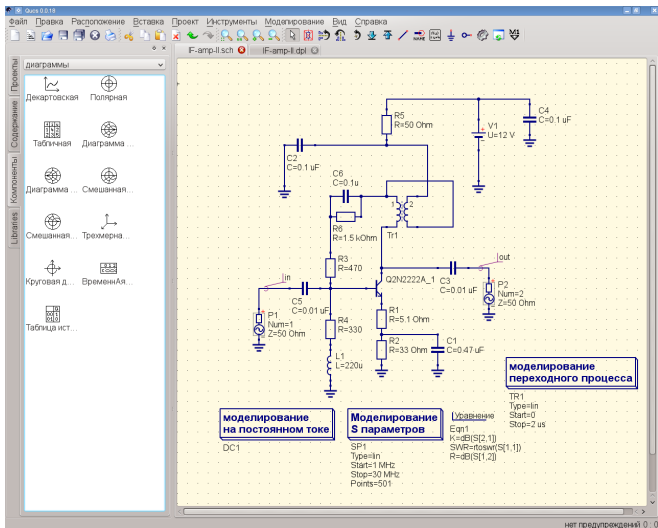 Qucs 0.0.18
Файл Правка Расположение Вставка Проект Инструменты Моделирование Вид Справка
IF-amp-II.sch
IF-amp-II.dpl
Проекты
Содержание
Компоненты
Libraries
диаграммы
Декартовская
Полярная
Табличная
Диаграмма ...
Диаграмма ...
Смешанная...
Смешанная...
Трехмерна...
Круговая д...
ВременнАя...
Таблица ист...
C4
C=0.1 uF
V1
U=12 V
R5
R=50 Ohm
C2
C=0.1 uF
C6
C=0.1u
R6
R=1.5 kOhm
1
2
Tr1
R3
R=470
in
out
Q2N2222A_1
C3
C=0.01 uF
P2
Num=2
Z=50 Ohm
C5
C=0.01 uF
P1
Num=1
Z=50 Ohm
R4
R=330
R1
R=5.1 Ohm
R2
R=33 Ohm
C1
C=0.47 uF
L1
L=220u
моделирование
переходного процесса
TR1
Type=lin
Start=0
Stop=2 us
моделирование
на постоянном токе
DC1
Моделирование
S параметров
SP1
Type=lin
Start=1 MHz
Stop=30 MHz
Points=501
Уравнение
Eqn1
K=dB(S[2,1])
SWR=rtoswr(S[1,1])
R=dB(S[1,2])
нет предупреждений 0 : 0